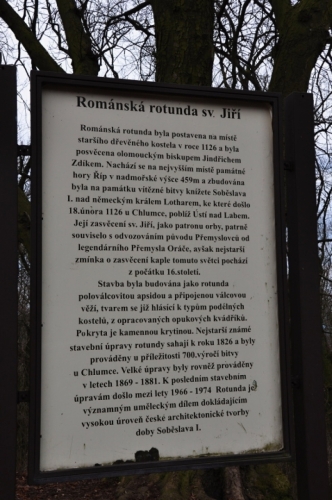 Románská rotunda sv. Jiří
Románská rotunda byla postavena na místě
staršího dřevěného kostela v roce 1126 a byla
posvěcena olomouckým biskupem Jindřichem
Zdíkem. Nachází se na nejvyšším místě památné
hory Říp v nadmořské výšce 459m a zbudována
byla na památku vítězné bitvy knížete Soběslava
I. nad německým králem Lotharem, ke které došlo
18.února 1126 u Chlumce, poblíž Ústí nad Labem.
Její zasvěcení sv. Jiří, jako patronu orby, patrně
souviselo s odvozováním původu Přemyslovců od
legendárního Přemysla Oráče, avšak nejstarší
zmínka o zasvěcení kaple tomuto světci pochází
z počátku 16.století.
Stavba byla budována jako rotunda
s poloválcovitou apsidou a připojenou válcovou
věží, tvarem se jíž hlásící k typům podélných
kostelů, z opracovaných opukových kvádříků.
Pokryta je kamennou krytinou. Nejstarší známé
stavební úpravy rotundy sahají k roku 1826 a byly
prováděny u příležitosti 700.výročí bitvy
u Chlumce. Velké úpravy byly rovněž prováděny
v letech 1869 - 1881. K posledním stavebním
úpravám došlo mezi lety 1966 - 1974 Rotunda je
významným uměleckým dílem dokládajícím
vysokou úroveň české architektonické tvorby
doby Soběslava I.